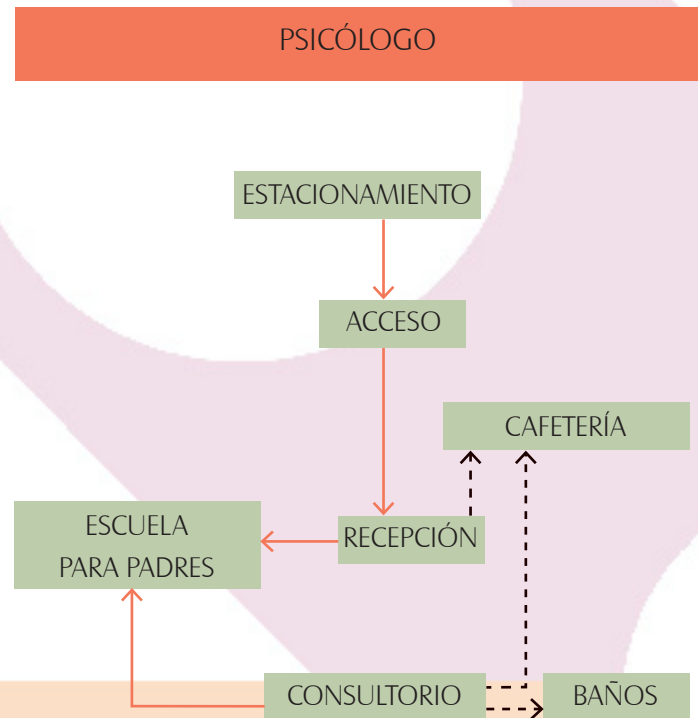 PSICÓLOGO
ESTACIONAMIENTO
ACCESO
CAFETERÍA
ESCUELA
PARA PADRES
RECEPCIÓN
CONSULTORIO
BAÑOS